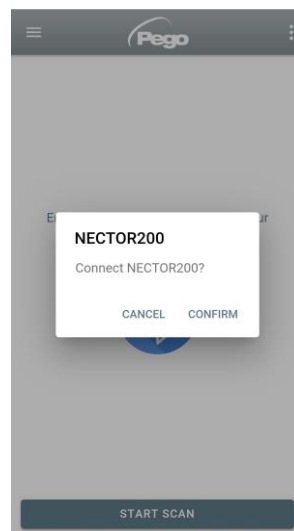 Pego
NECTOR200
Connect NECTOR200?
CANCEL CONFIRM
START SCAN